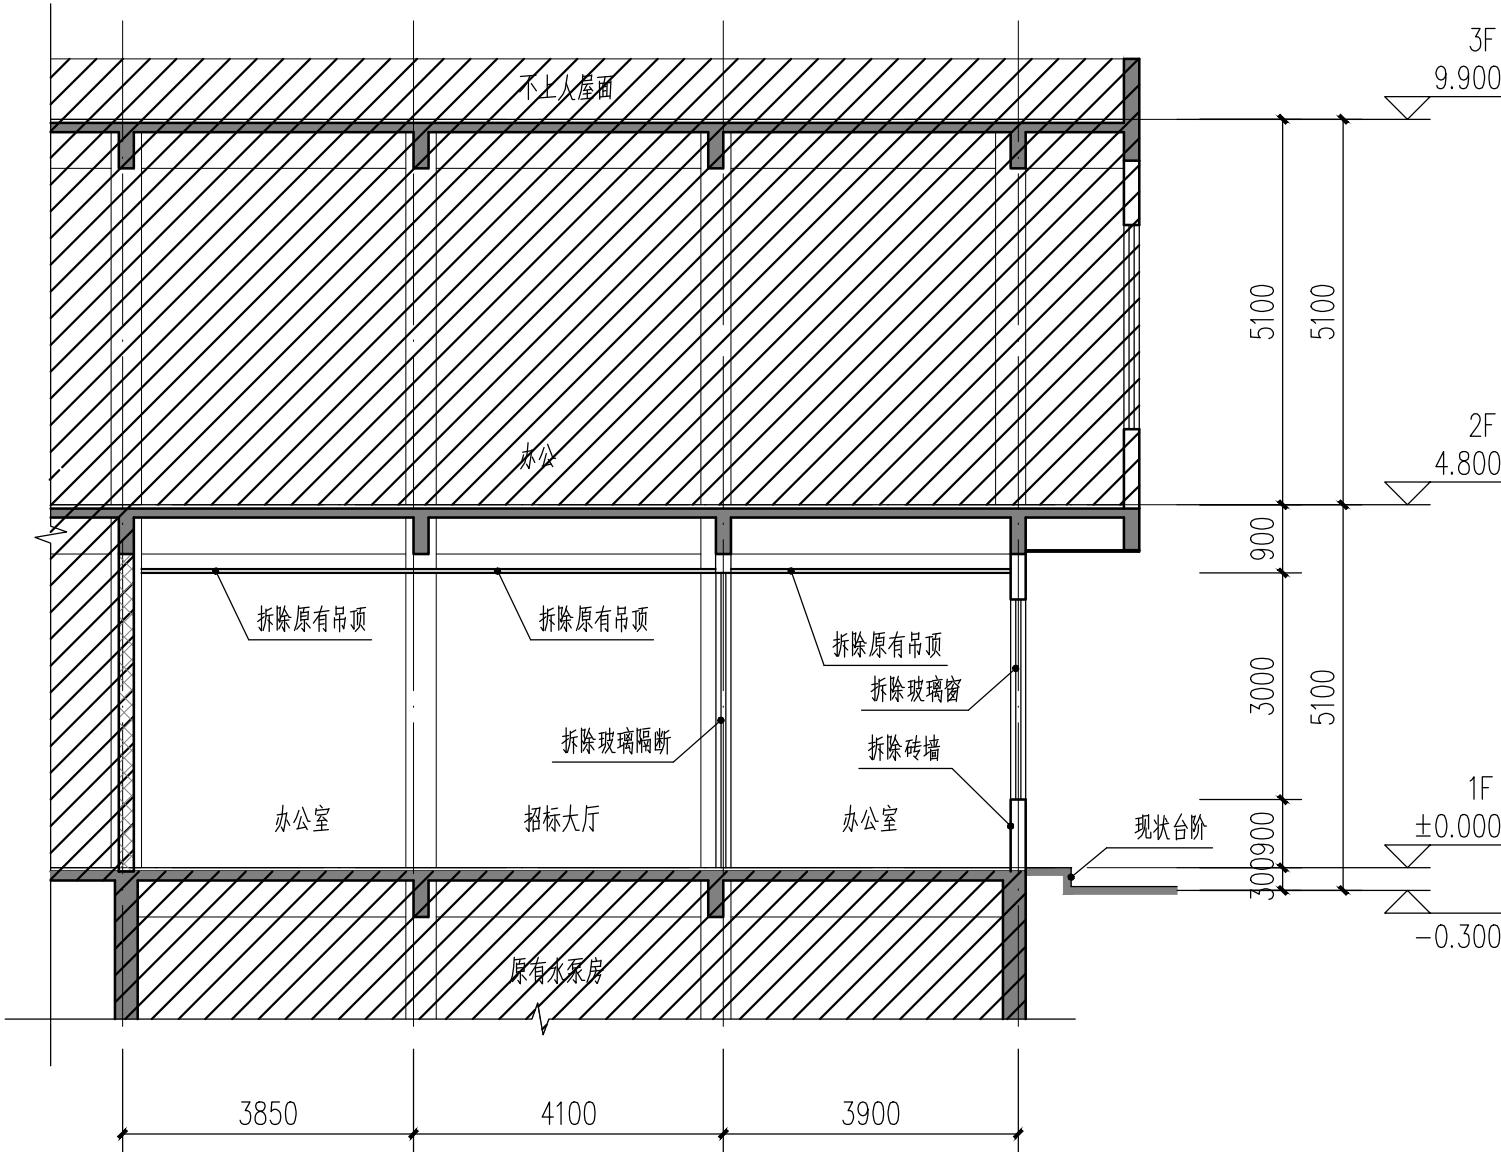 3F
9.900
不上人屋面
5100
5100
2F
4.800
办公
900
拆除原有吊顶
拆除原有吊顶
拆除原有吊顶
拆除玻璃窗
3000
5100
拆除玻璃隔断
拆除砖墙
1F
±0.000
办公室
招标大厅
办公室
现状台阶
900
300
-0.300
原有水泵房
3850
4100
3900